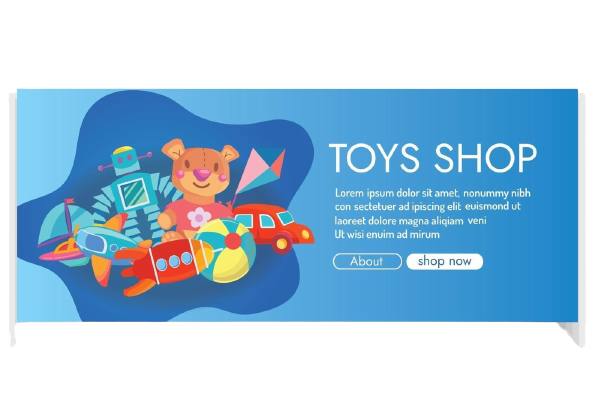 TOYS SHOP
Lorem ipsum dolor sit amet, nonummy nibh
con sectetuer ad ipiscing elit euismod ut
laoreet dolore magna aliqiam veni
Ut wisi enuim ad mirum
About
shop now